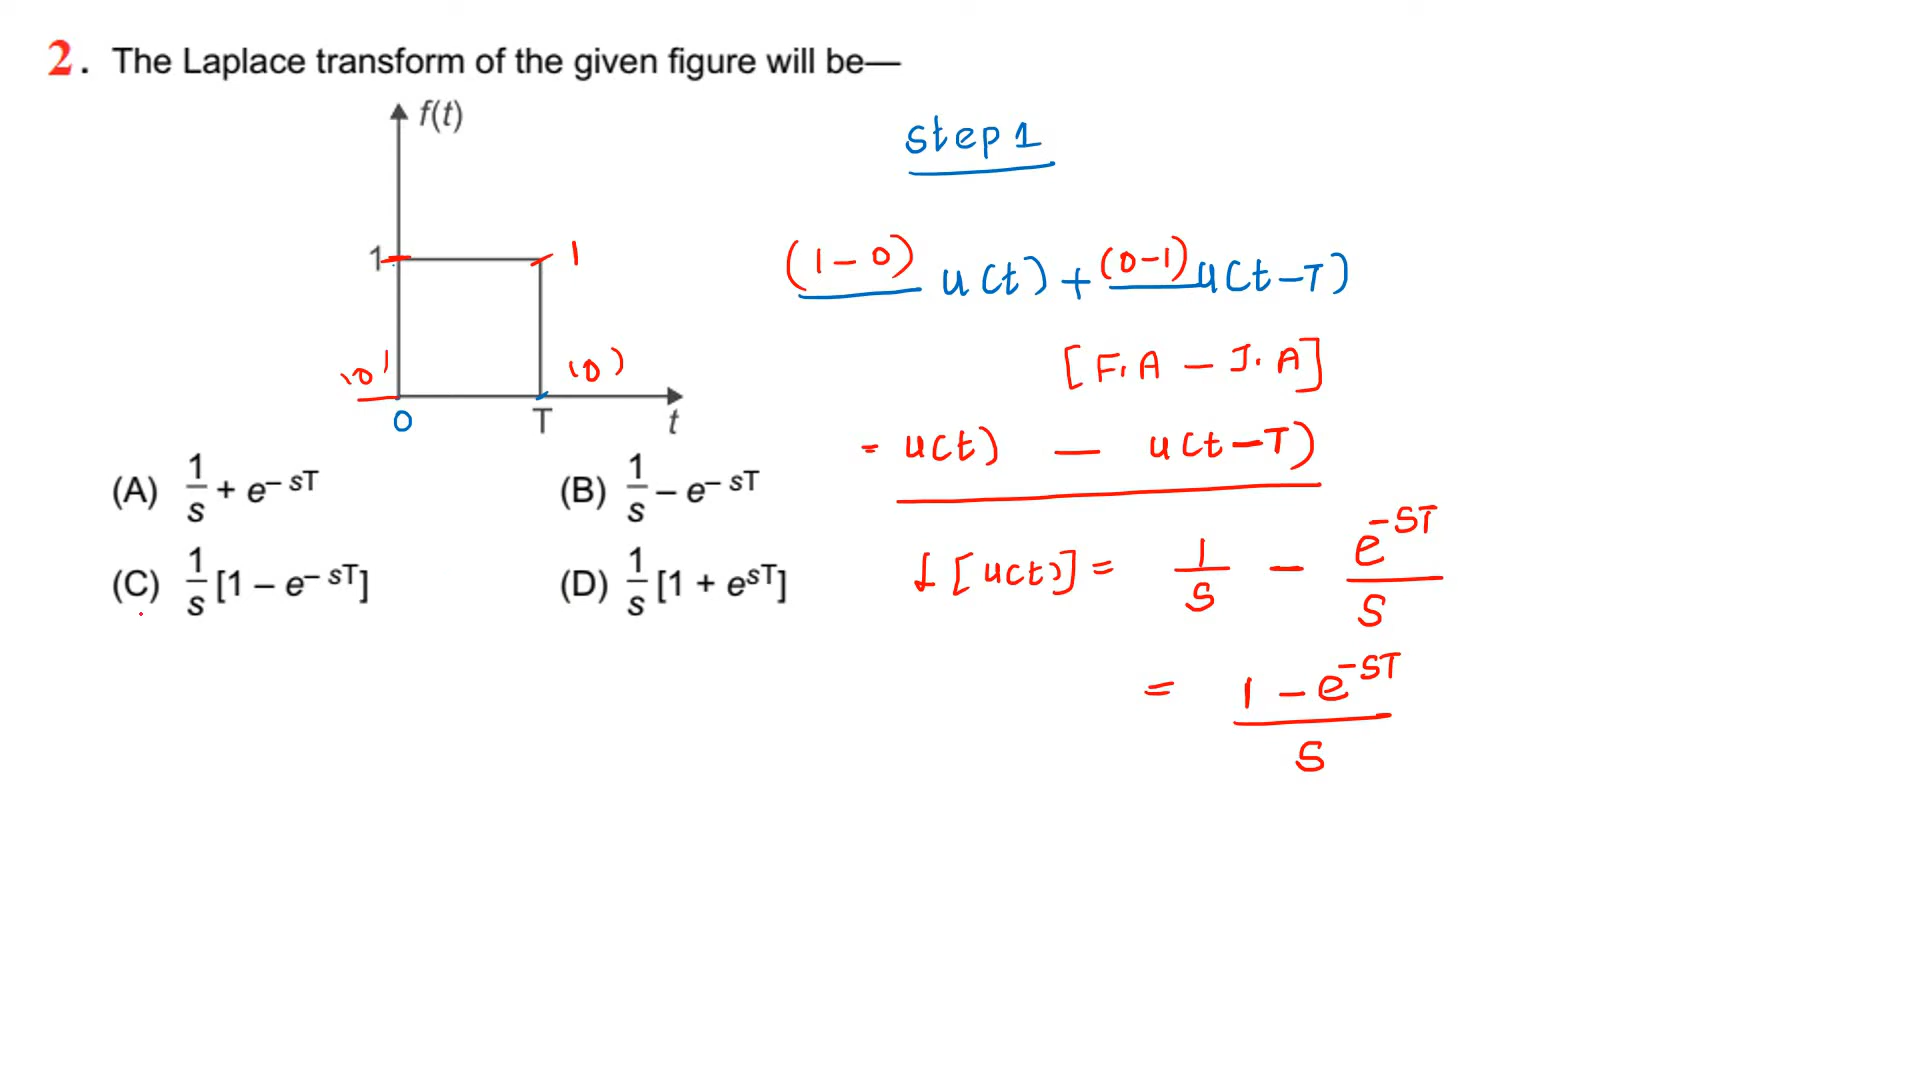 2. The Laplace transform of the given figure will be—
f(t)
step 1
1
1
(1-0) u(t) + (0-1) u(t-T)
(0)
(0)
[F.A - I.A]
0
T
t
= u(t) - u(t-T)
(A) 1/s + e^{- sT}
(B) 1/s – e^{- sT}
(C) 1/s [1 – e^{- sT}]
(D) 1/s [1 + e^{sT}]
£[u(t)] = 1/s - e^{-sT}/s
= 1 - e^{-sT}/s